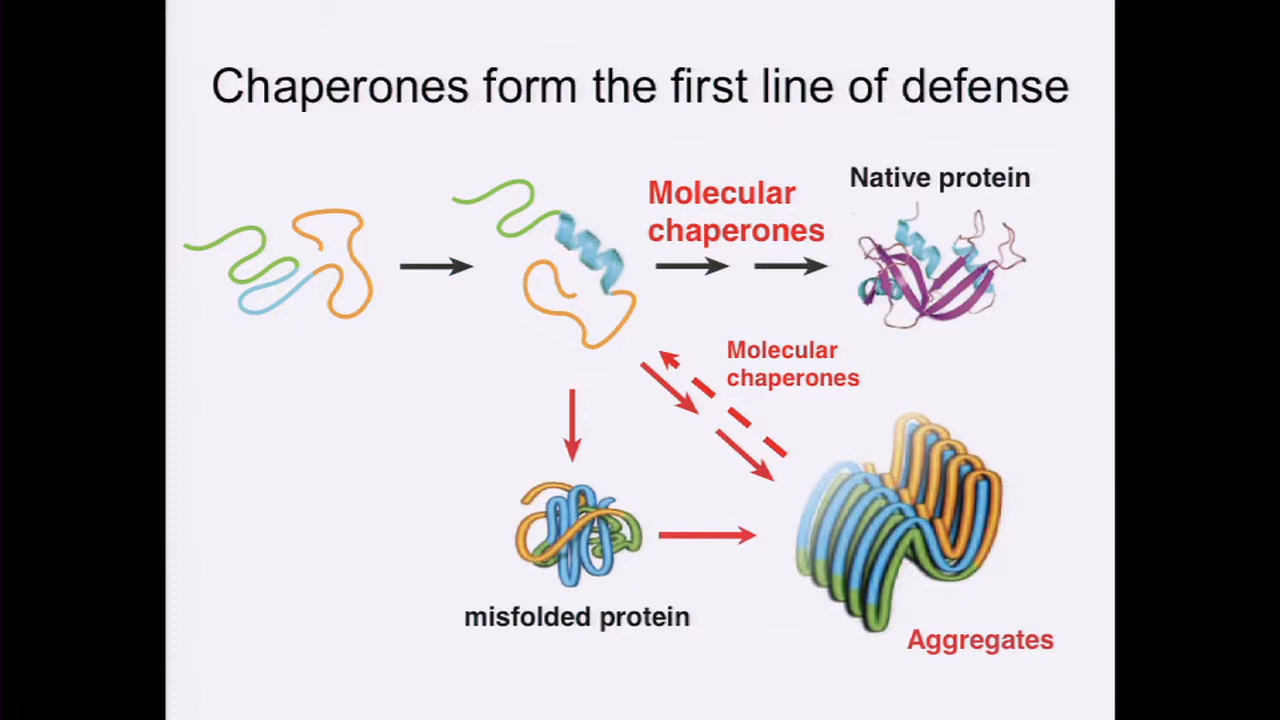 Chaperones form the first line of defense
Molecular
chaperones
Native protein
Molecular
chaperones
misfolded protein
Aggregates